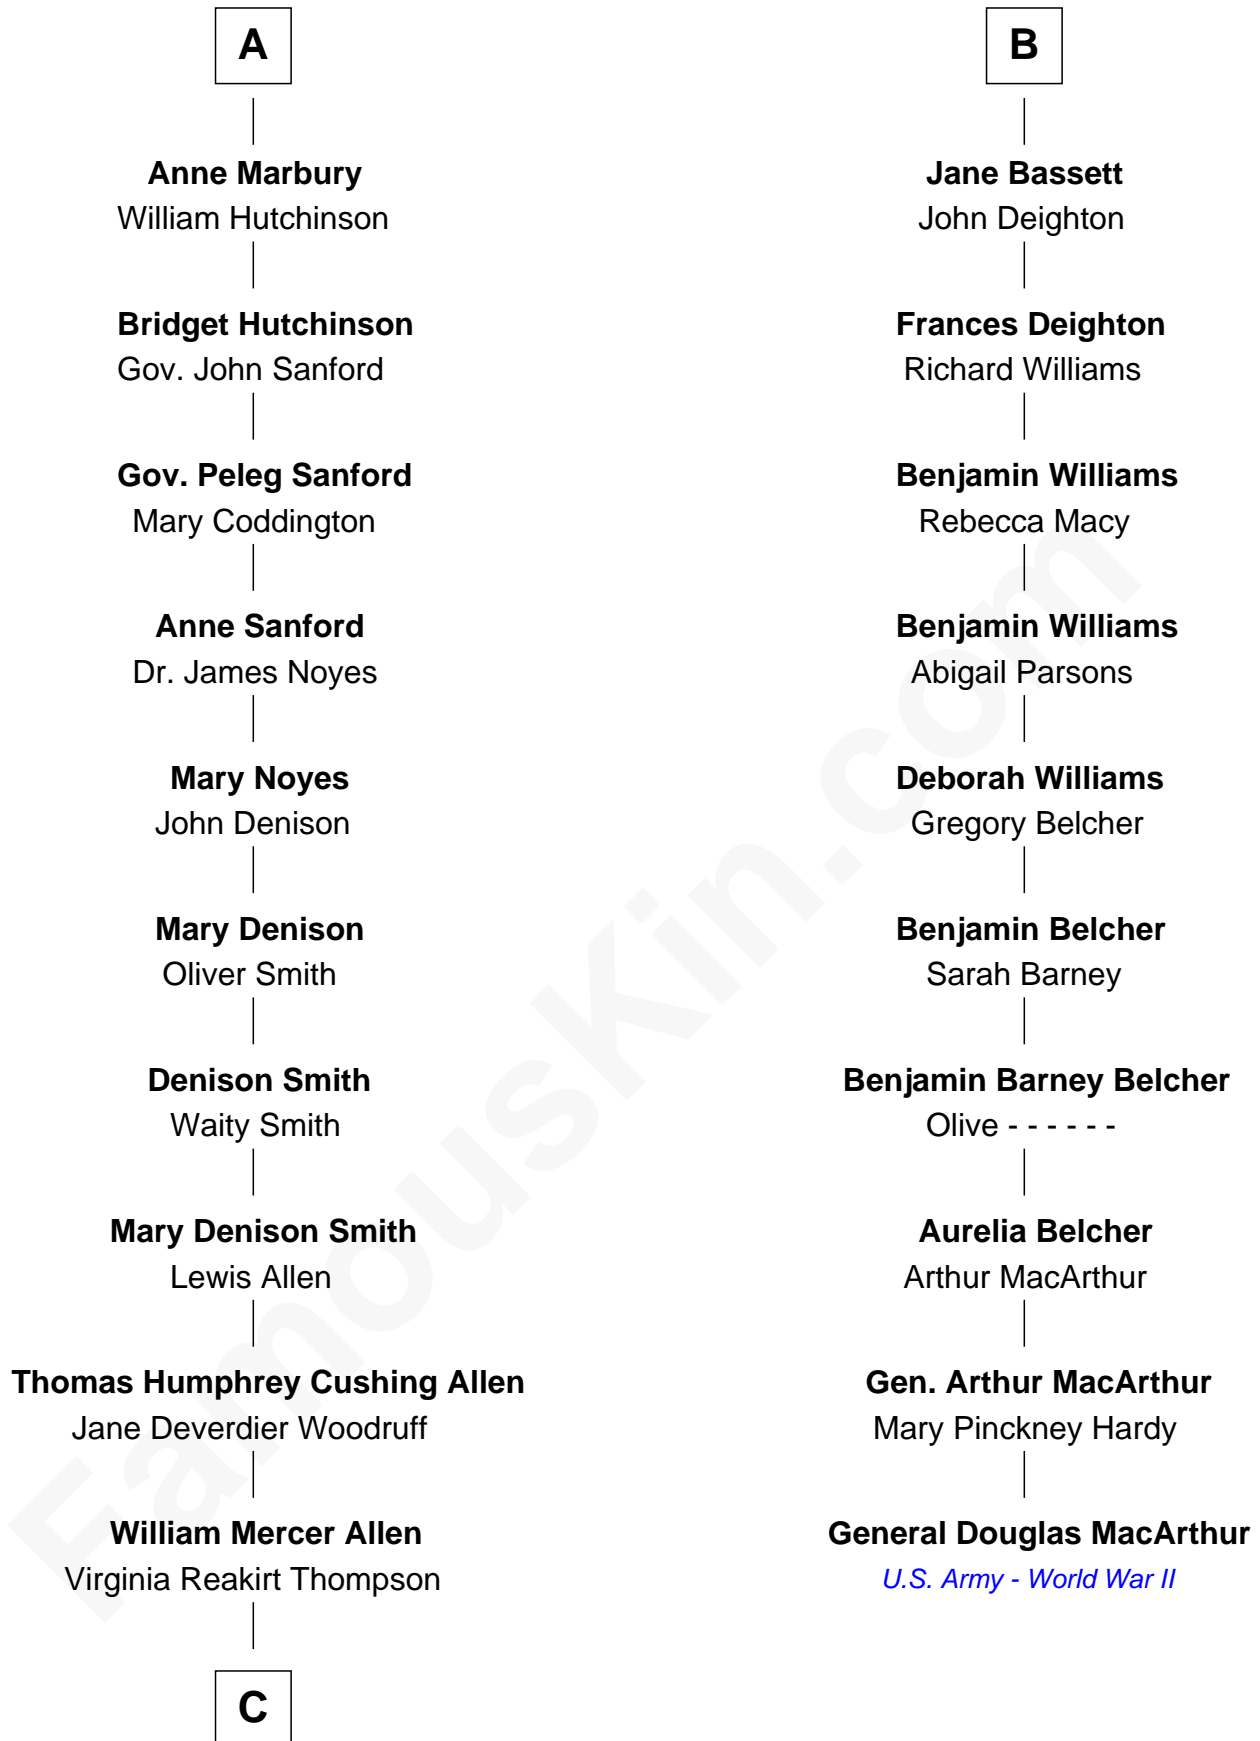 A
Anne Marbury
William Hutchinson
Bridget Hutchinson
Gov. John Sanford
Gov. Peleg Sanford
Mary Coddington
Anne Sanford
Dr. James Noyes
Mary Noyes
John Denison
Mary Denison
Oliver Smith
Denison Smith
Waity Smith
Mary Denison Smith
Lewis Allen
Thomas Humphrey Cushing Allen
Jane Deverdier Woodruff
William Mercer Allen
Virginia Reakirt Thompson
C
B
Jane Bassett
John Deighton
Frances Deighton
Richard Williams
Benjamin Williams
Rebecca Macy
Benjamin Williams
Abigail Parsons
Deborah Williams
Gregory Belcher
Benjamin Belcher
Sarah Barney
Benjamin Barney Belcher
Olive - - - - - -
Aurelia Belcher
Arthur MacArthur
Gen. Arthur MacArthur
Mary Pinckney Hardy
General Douglas MacArthur
U.S. Army - World War II
FamousKin.com